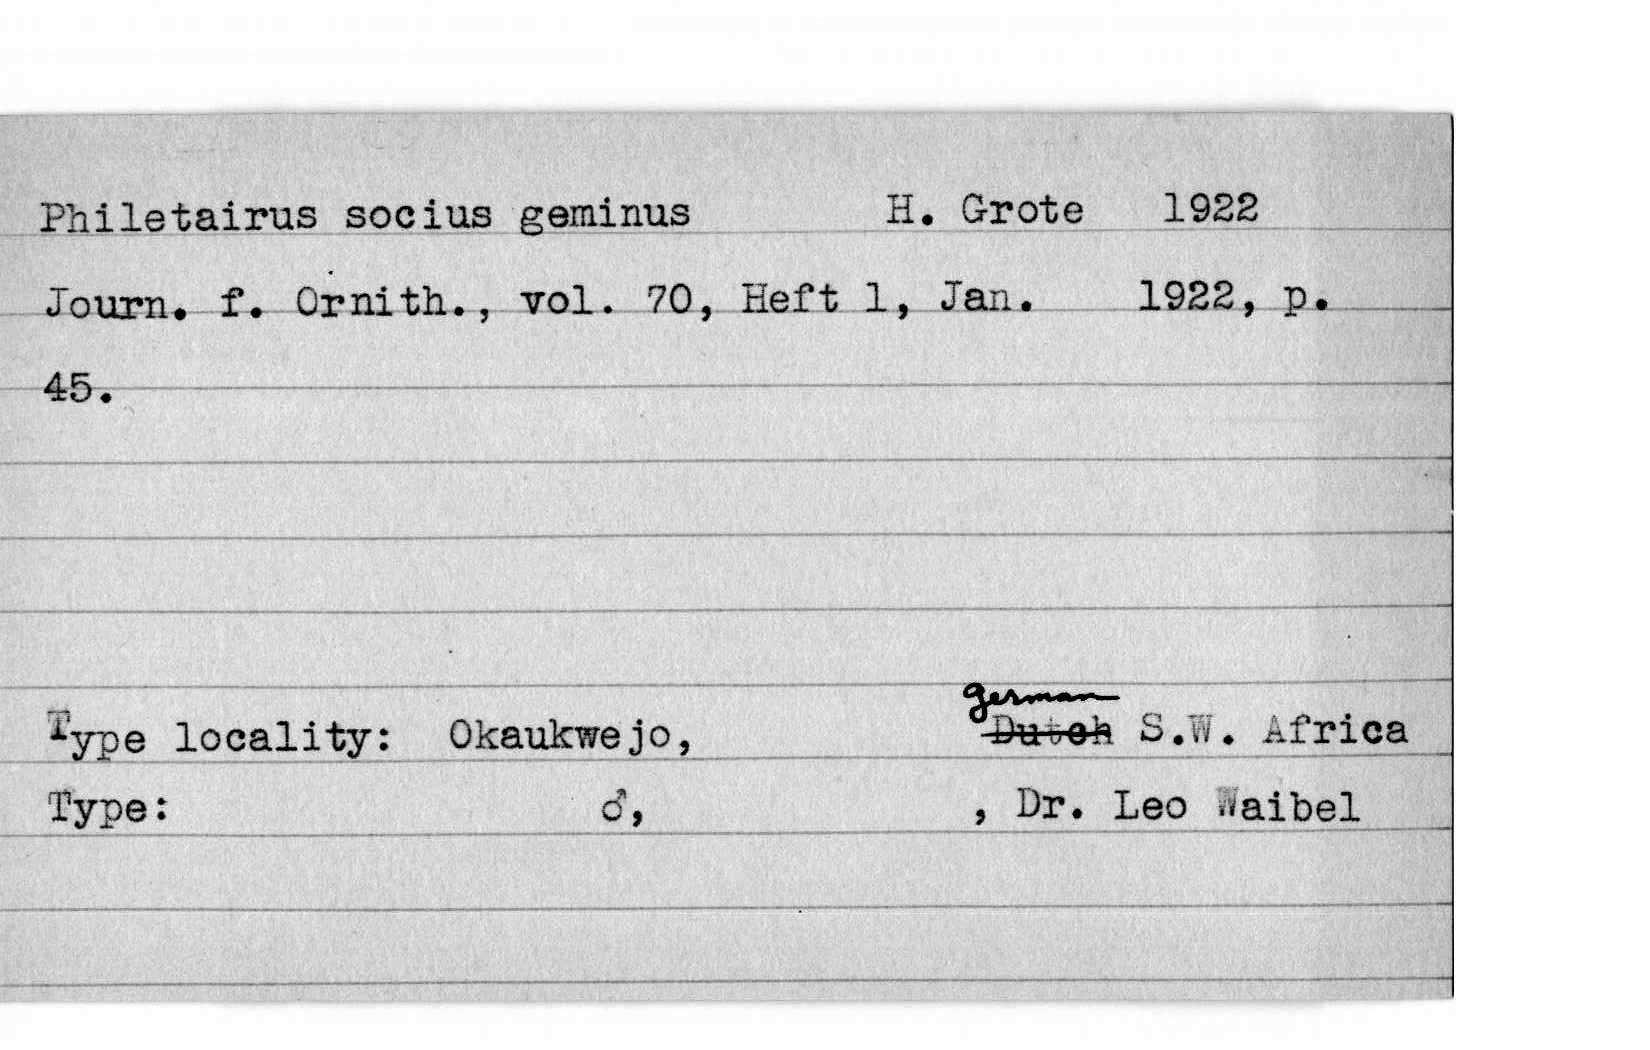 Philetairus socius geminus H. Grote 1922
Journ. f. Ornith., vol. 70, Heft 1, Jan. 1922, p.
45.
german
Type locality: Okaukwejo, Dutch S.W. Africa
Type: ♂, , Dr. Leo Waibel